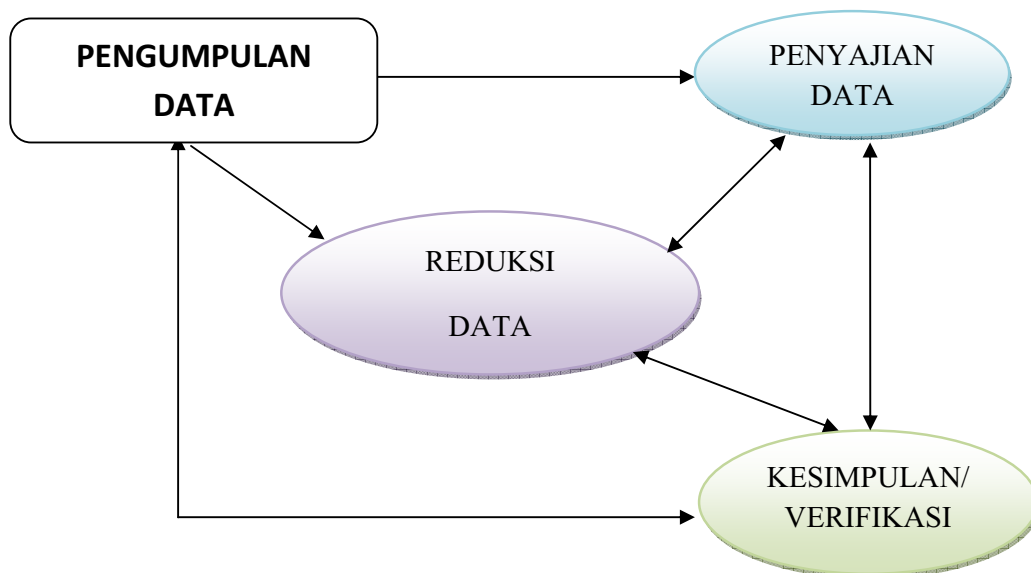 PENGUMPULAN
DATA
PENYAJIAN
DATA
REDUKSI
DATA
KESIMPULAN/
VERIFIKASI